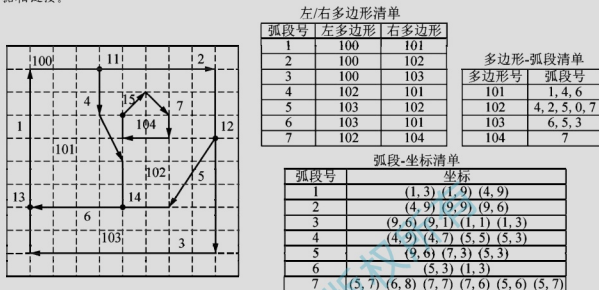 左/右多边形清单
弧段号 左多边形 右多边形
1 100 101
2 100 102
3 100 103
4 102 101
5 103 102
6 103 101
7 102 104
多边形-弧段清单
多边形号 弧段号
101 1, 4, 6
102 4, 2, 5, 0, 7
103 6, 5, 3
104 7
弧段-坐标清单
弧段号 坐标
1 (1, 3) (1, 9) (4, 9)
2 (4, 9) (9, 9) (9, 6)
3 (9, 6) (9, 1) (1, 1) (1, 3)
4 (4, 9) (4, 7) (5, 5) (5, 3)
5 (9, 6) (7, 3) (5, 3)
6 (5, 3) (1, 3)
7 (5, 7) (6, 8) (7, 7) (7, 6) (5, 6) (5, 7)
100
11
2
4
15
7
104
1
12
101
102
5
13
14
6
103
3